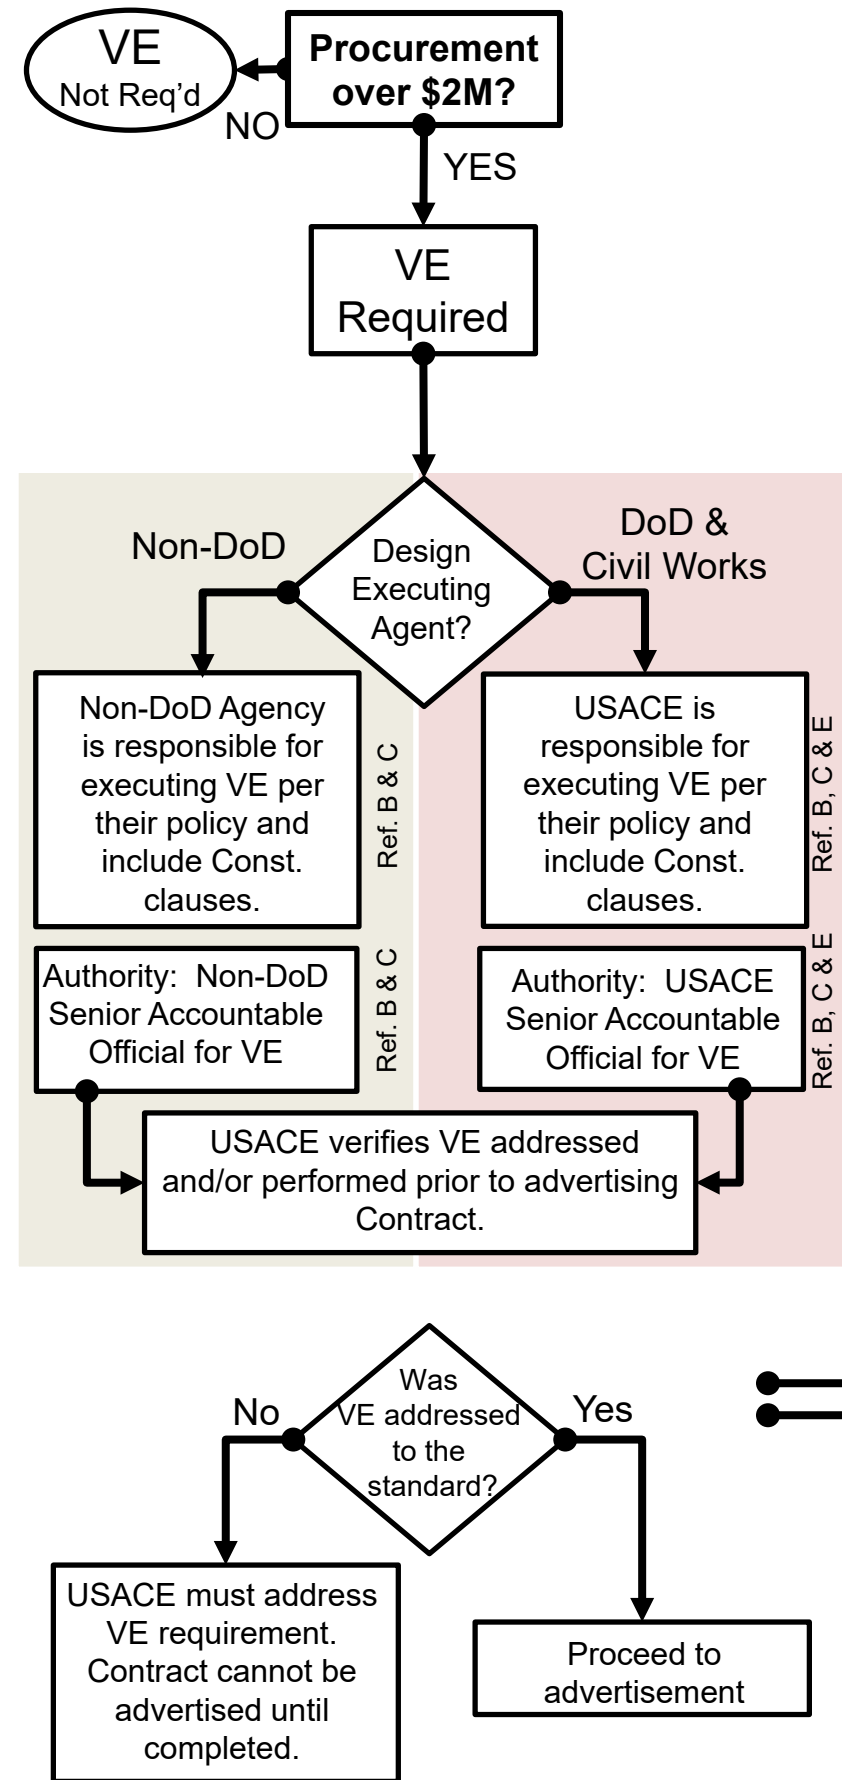 VE
Not Req’d
Procurement
over $2M?
NO
YES
VE
Required
Non-DoD
Design
Executing
Agent?
DoD &
Civil Works
Non-DoD Agency
is responsible for
executing VE per
their policy and
include Const.
clauses.
Ref. B & C
USACE is
responsible for
executing VE per
their policy and
include Const.
clauses.
Ref. B, C & E
Authority:  Non-DoD
Senior Accountable
Official for VE
Ref. B & C
Authority:  USACE
Senior Accountable
Official for VE
Ref. B, C & E
USACE verifies VE addressed
and/or performed prior to advertising
Contract.
Was
VE addressed
to the
standard?
No
Yes
USACE must address
VE requirement.
Contract cannot be
advertised until
completed.
Proceed to
advertisement